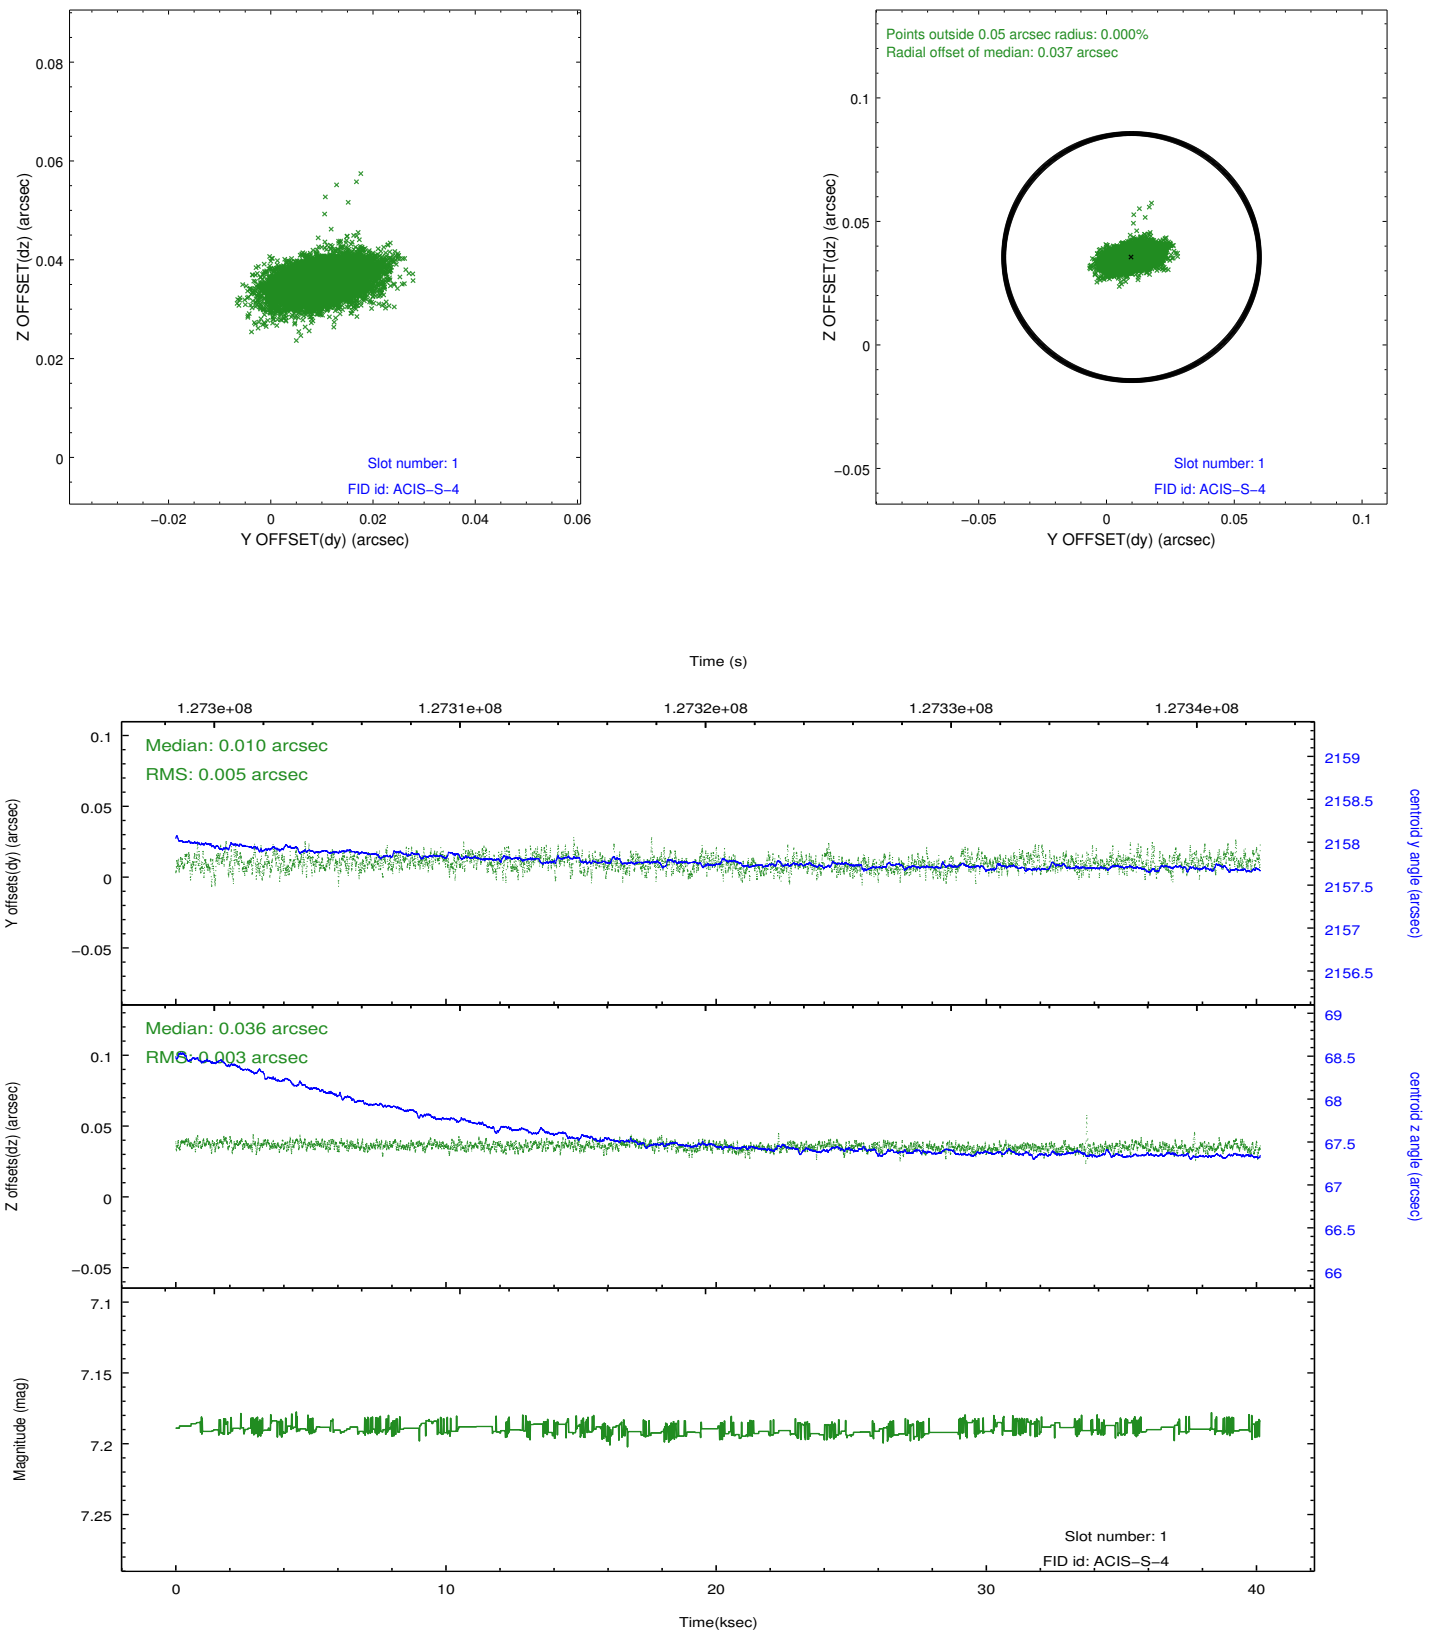 0.08
0.06
0.04
0.02
0
Z OFFSET(dz) (arcsec)
Slot number: 1
FID id: ACIS−S−4
−0.02 0 0.02 0.04 0.06
Y OFFSET(dy) (arcsec)
Points outside 0.05 arcsec radius: 0.000%
Radial offset of median: 0.037 arcsec
0.1
0.05
0
−0.05
Z OFFSET(dz) (arcsec)
Slot number: 1
FID id: ACIS−S−4
−0.05 0 0.05 0.1
Y OFFSET(dy) (arcsec)
Time (s)
1.273e+08 1.2731e+08 1.2732e+08 1.2733e+08 1.2734e+08
Median: 0.010 arcsec
RMS: 0.005 arcsec
0.1
0.05
0
−0.05
Y offsets(dy) (arcsec)
2159
2158.5
2158
2157.5
2157
2156.5
centroid y angle (arcsec)
Median: 0.036 arcsec
RMS: 0.003 arcsec
0.1
0.05
0
−0.05
Z offsets(dz) (arcsec)
69
68.5
68
67.5
67
66.5
66
centroid z angle (arcsec)
7.1
7.15
7.2
7.25
Magnitude (mag)
Slot number: 1
FID id: ACIS−S−4
0 10 20 30 40
Time(ksec)